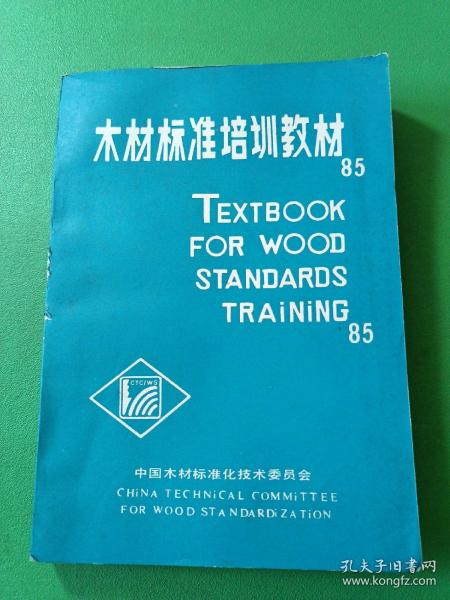 木材标准培训教材
85
TEXTBOOK
FOR WOOD
STANDARDS
TRAiNiNG
85
CTC/WS
中国木材标准化技术委员会
CHiNA TECHNiCAL COMMiTTEE
FOR WOOD STANDARDiZATiON
孔夫子旧书网
www.kongfz.com